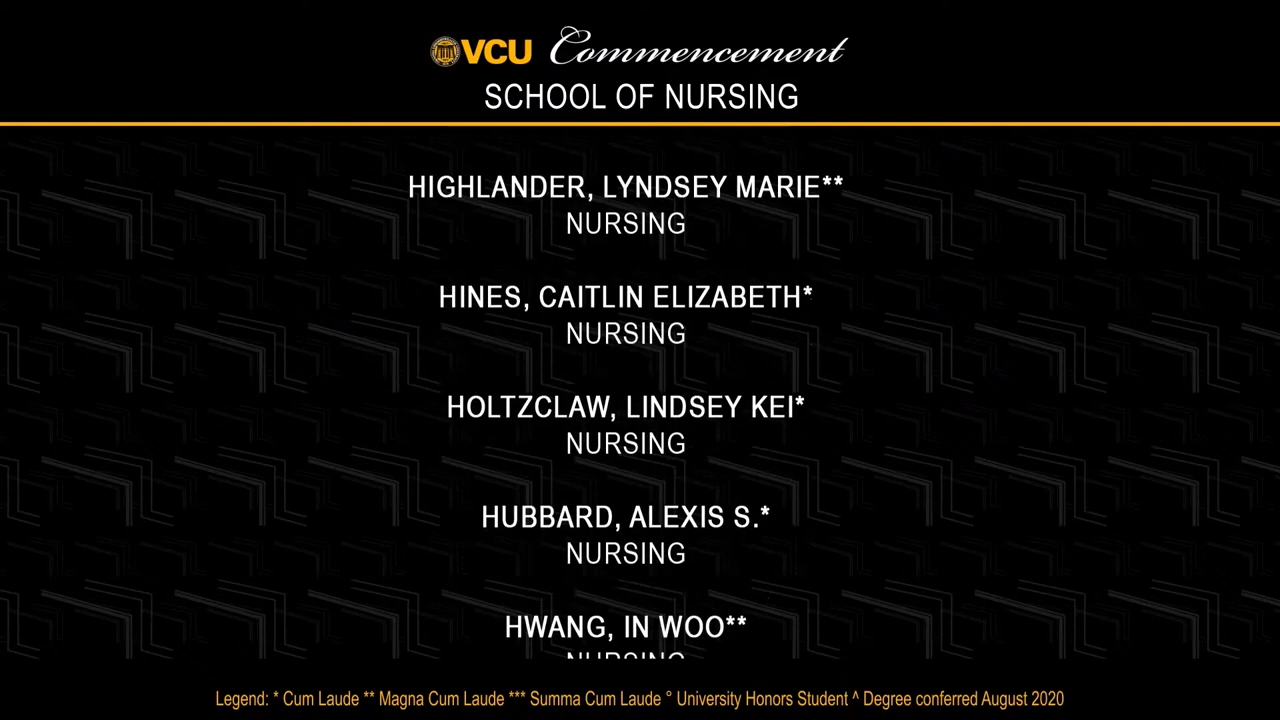 VCU Commencement
SCHOOL OF NURSING
HIGHLANDER, LYNDSEY MARIE**
NURSING
HINES, CAITLIN ELIZABETH*
NURSING
HOLTZCLAW, LINDSEY KEI*
NURSING
HUBBARD, ALEXIS S.*
NURSING
HWANG, IN WOO**
NURSING
Legend: * Cum Laude ** Magna Cum Laude *** Summa Cum Laude ° University Honors Student ^ Degree conferred August 2020